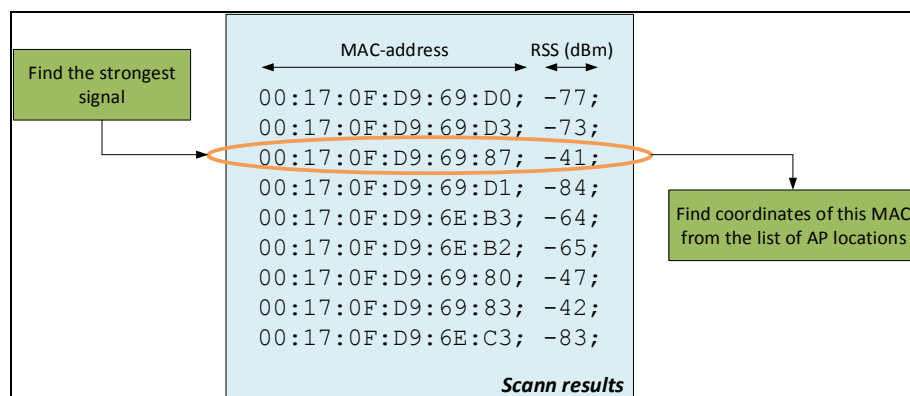 Find the strongest
signal
MAC-address RSS (dBm)
00:17:0F:D9:69:D0; -77;
00:17:0F:D9:69:D3; -73;
00:17:0F:D9:69:87; -41;
00:17:0F:D9:69:D1; -84;
00:17:0F:D9:6E:B3; -64;
00:17:0F:D9:6E:B2; -65;
00:17:0F:D9:69:80; -47;
00:17:0F:D9:69:83; -42;
00:17:0F:D9:6E:C3; -83;
Scann results
Find coordinates of this MAC
from the list of AP locations